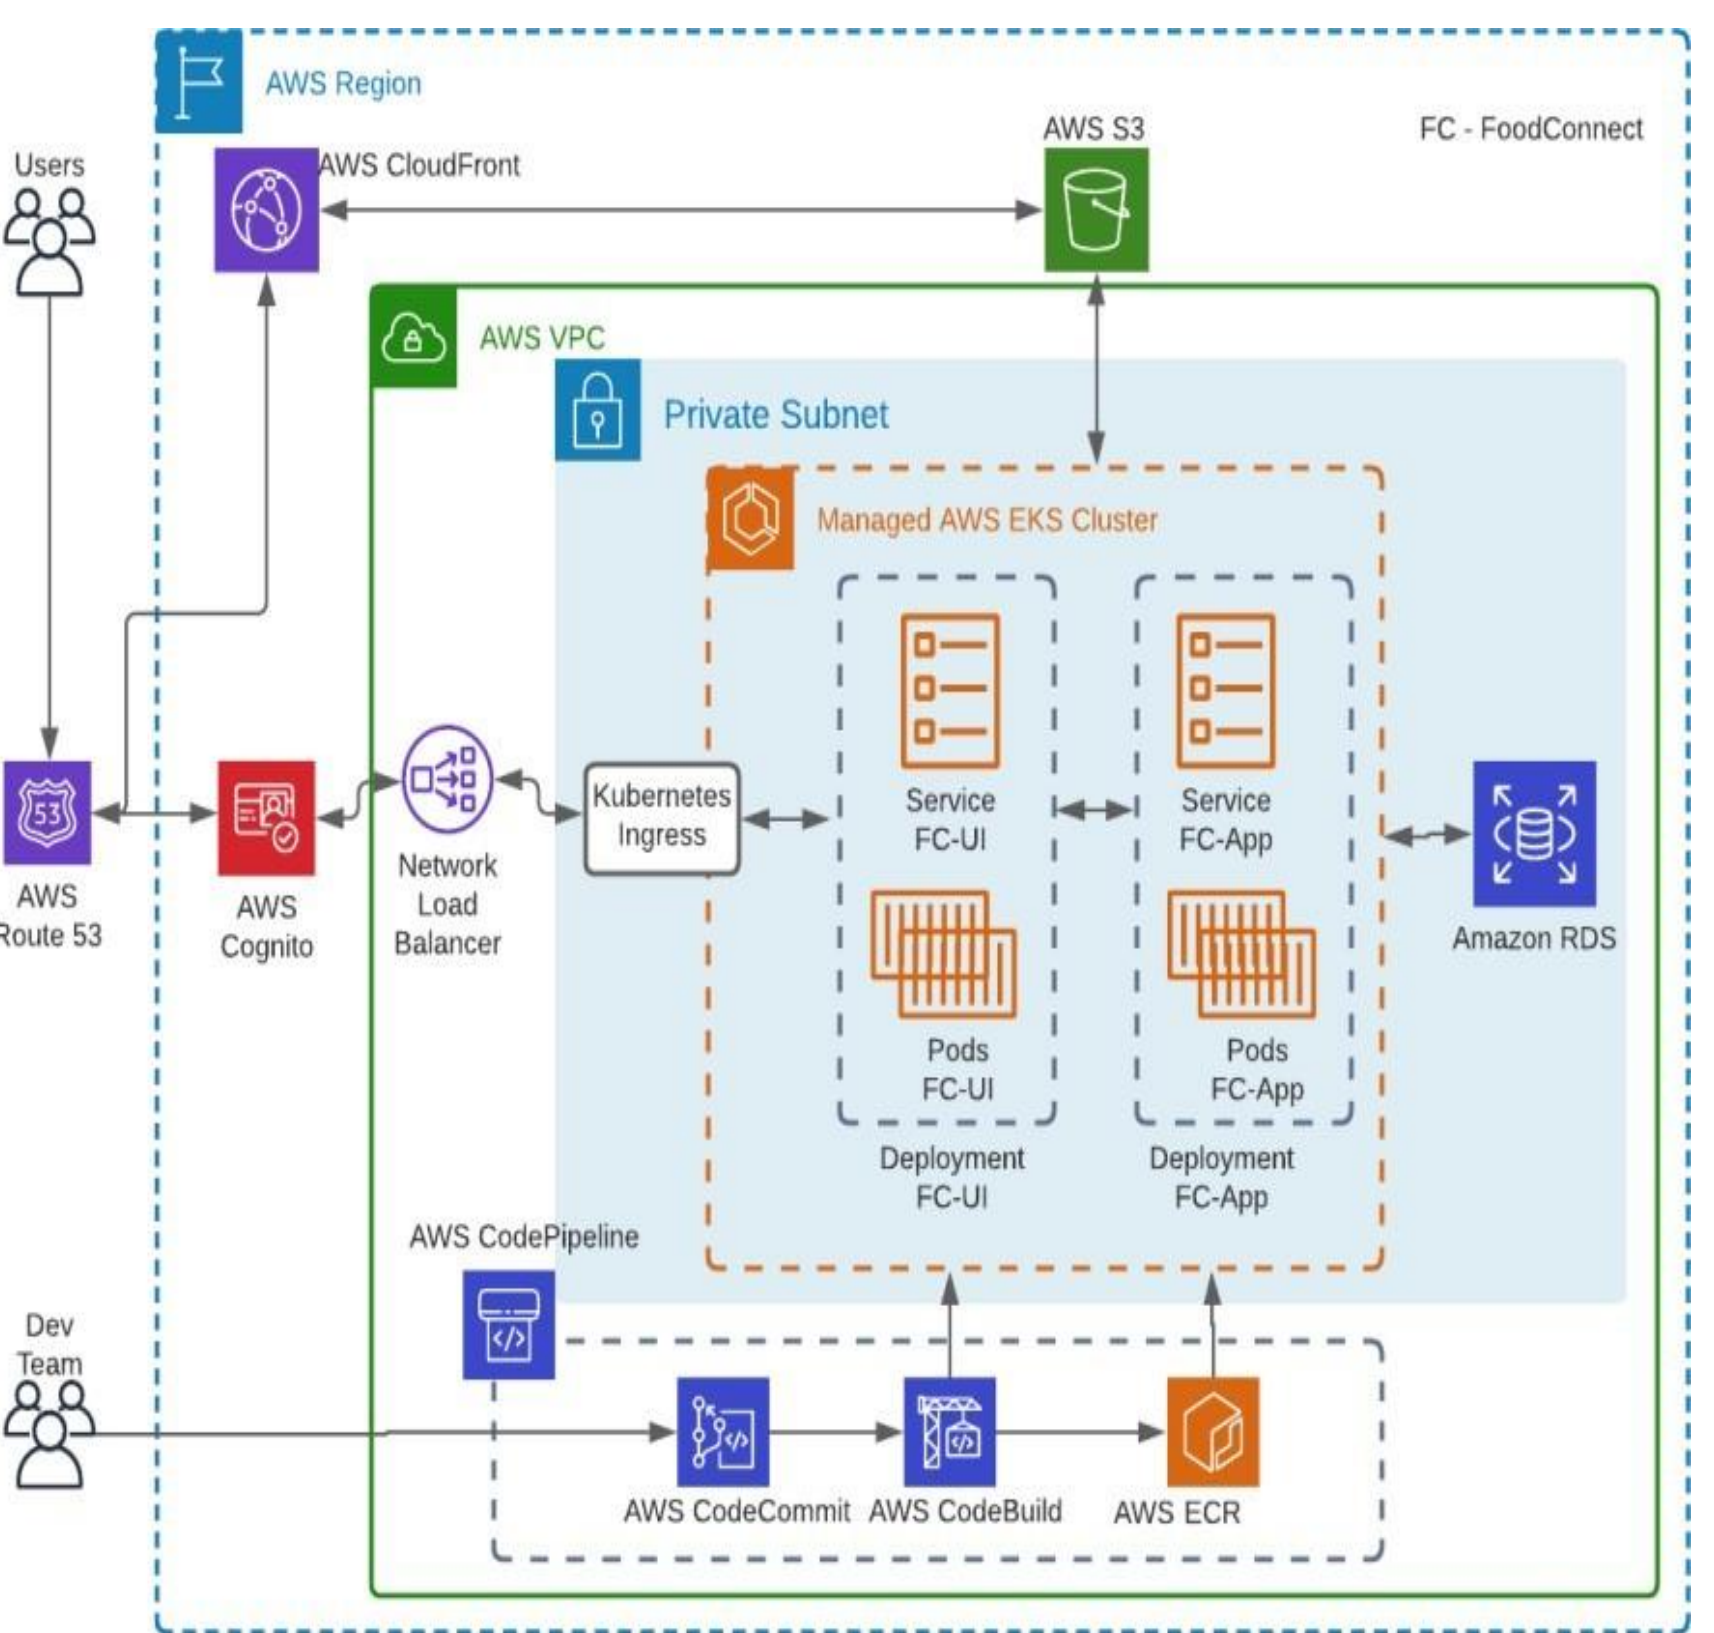 AWS Region
AWS S3
FC - FoodConnect
Users
AWS CloudFront
AWS VPC
Private Subnet
Managed AWS EKS Cluster
53
AWS
Route 53
AWS
Cognito
Network
Load
Balancer
Kubernetes
Ingress
Service
FC-UI
Service
FC-App
Amazon RDS
Pods
FC-UI
Pods
FC-App
Deployment
FC-UI
Deployment
FC-App
AWS CodePipeline
</>
Dev
Team
</>
</>
AWS CodeCommit
AWS CodeBuild
AWS ECR